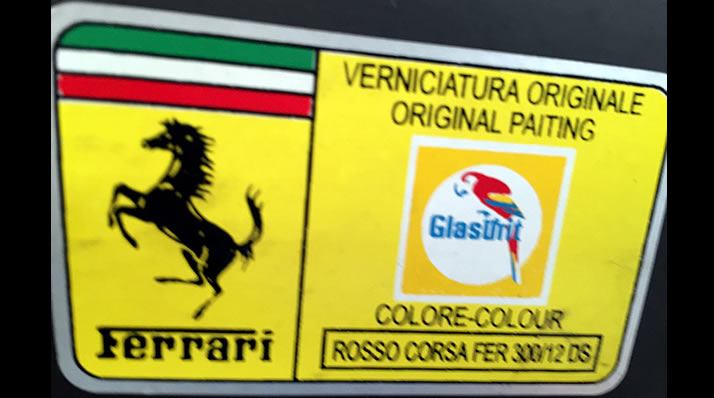 VERNICIATURA ORIGINALE
ORIGINAL PAITING
Glasurit
COLORE-COLOUR
ROSSO CORSA FER 300/12 DS
Ferrari